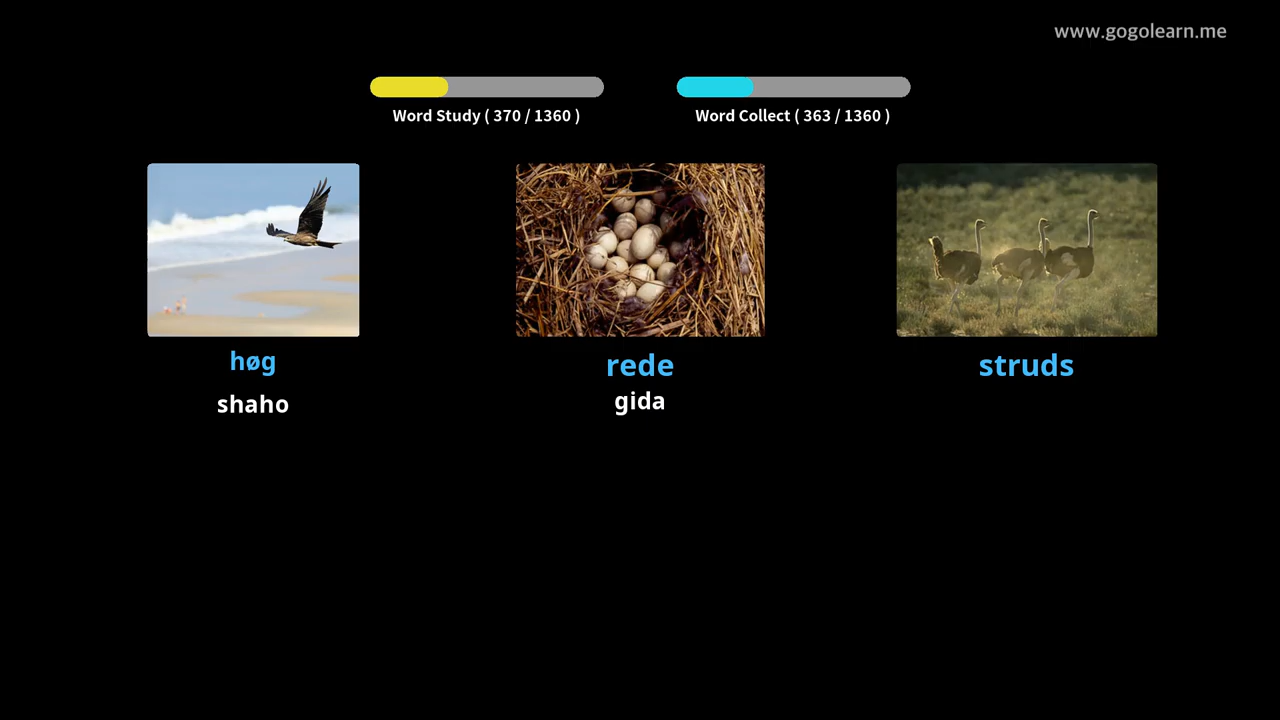 www.gogolearn.me
Word Study ( 370 / 1360 )
Word Collect ( 363 / 1360 )
høg
rede
struds
shaho
gida